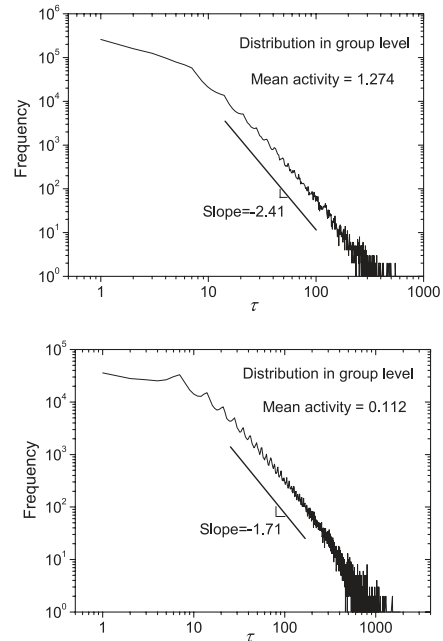 10^6
Distribution in group level
10^5
Mean activity = 1.274
10^4
Frequency
10^3
10^2
Slope=-2.41
10^1
10^0
1 10 100 1000
τ
10^5
Distribution in group level
10^4
Mean activity = 0.112
10^3
Frequency
10^2
Slope=-1.71
10^1
10^0
1 10 100 1000
τ